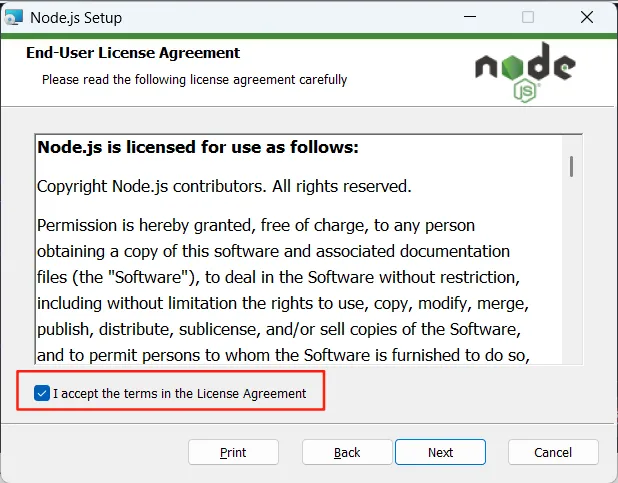 Node.js Setup
End-User License Agreement
Please read the following license agreement carefully
node
JS
Node.js is licensed for use as follows:
Copyright Node.js contributors. All rights reserved.
Permission is hereby granted, free of charge, to any person
obtaining a copy of this software and associated documentation
files (the "Software"), to deal in the Software without restriction,
including without limitation the rights to use, copy, modify, merge,
publish, distribute, sublicense, and/or sell copies of the Software,
and to permit persons to whom the Software is furnished to do so,
I accept the terms in the License Agreement
Print Back Next Cancel